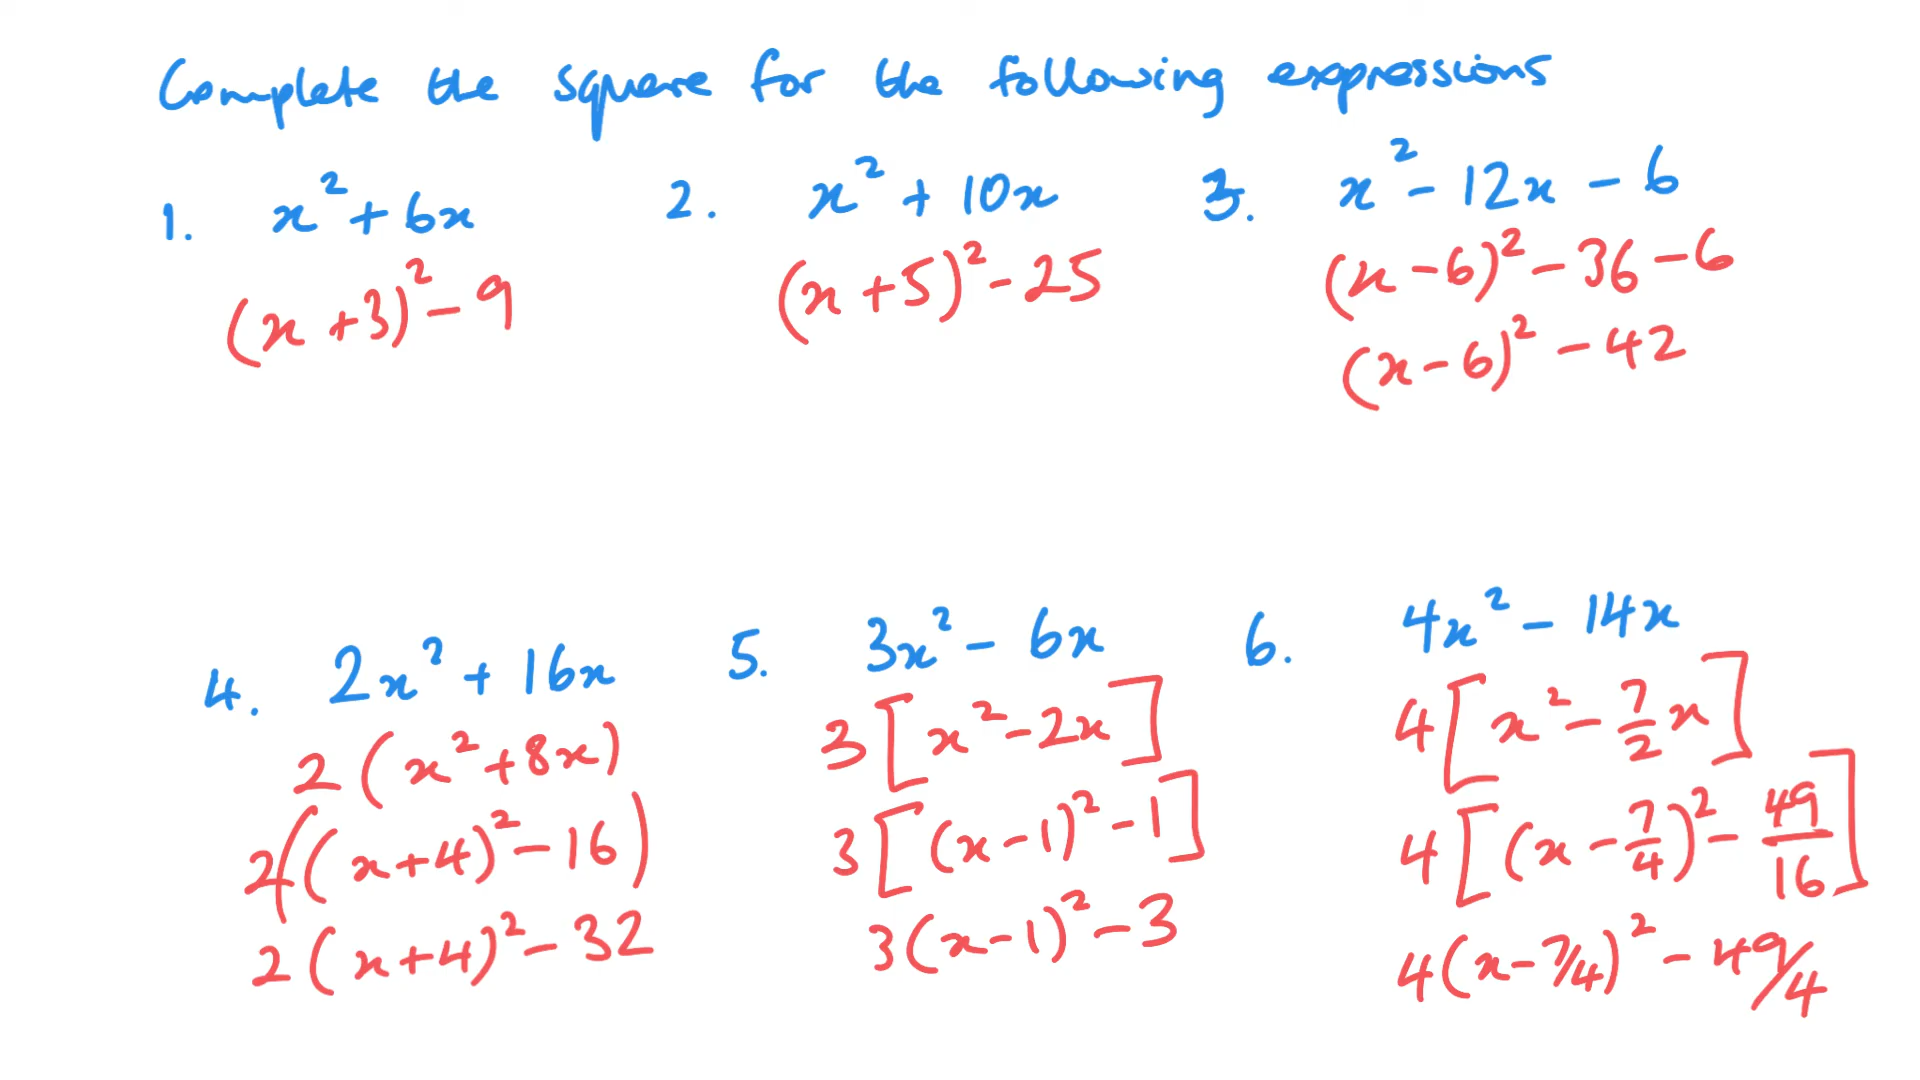 Complete the square for the following expressions
1. x² + 6x
(x + 3)² - 9
2. x² + 10x
(x + 5)² - 25
3. x² - 12x - 6
(x - 6)² - 36 - 6
(x - 6)² - 42
4. 2x² + 16x
2(x² + 8x)
2((x + 4)² - 16)
2(x + 4)² - 32
5. 3x² - 6x
3[x² - 2x]
3[(x - 1)² - 1]
3(x - 1)² - 3
6. 4x² - 14x
4[x² - 7/2 x]
4[(x - 7/4)² - 49/16]
4(x - 7/4)² - 49/4